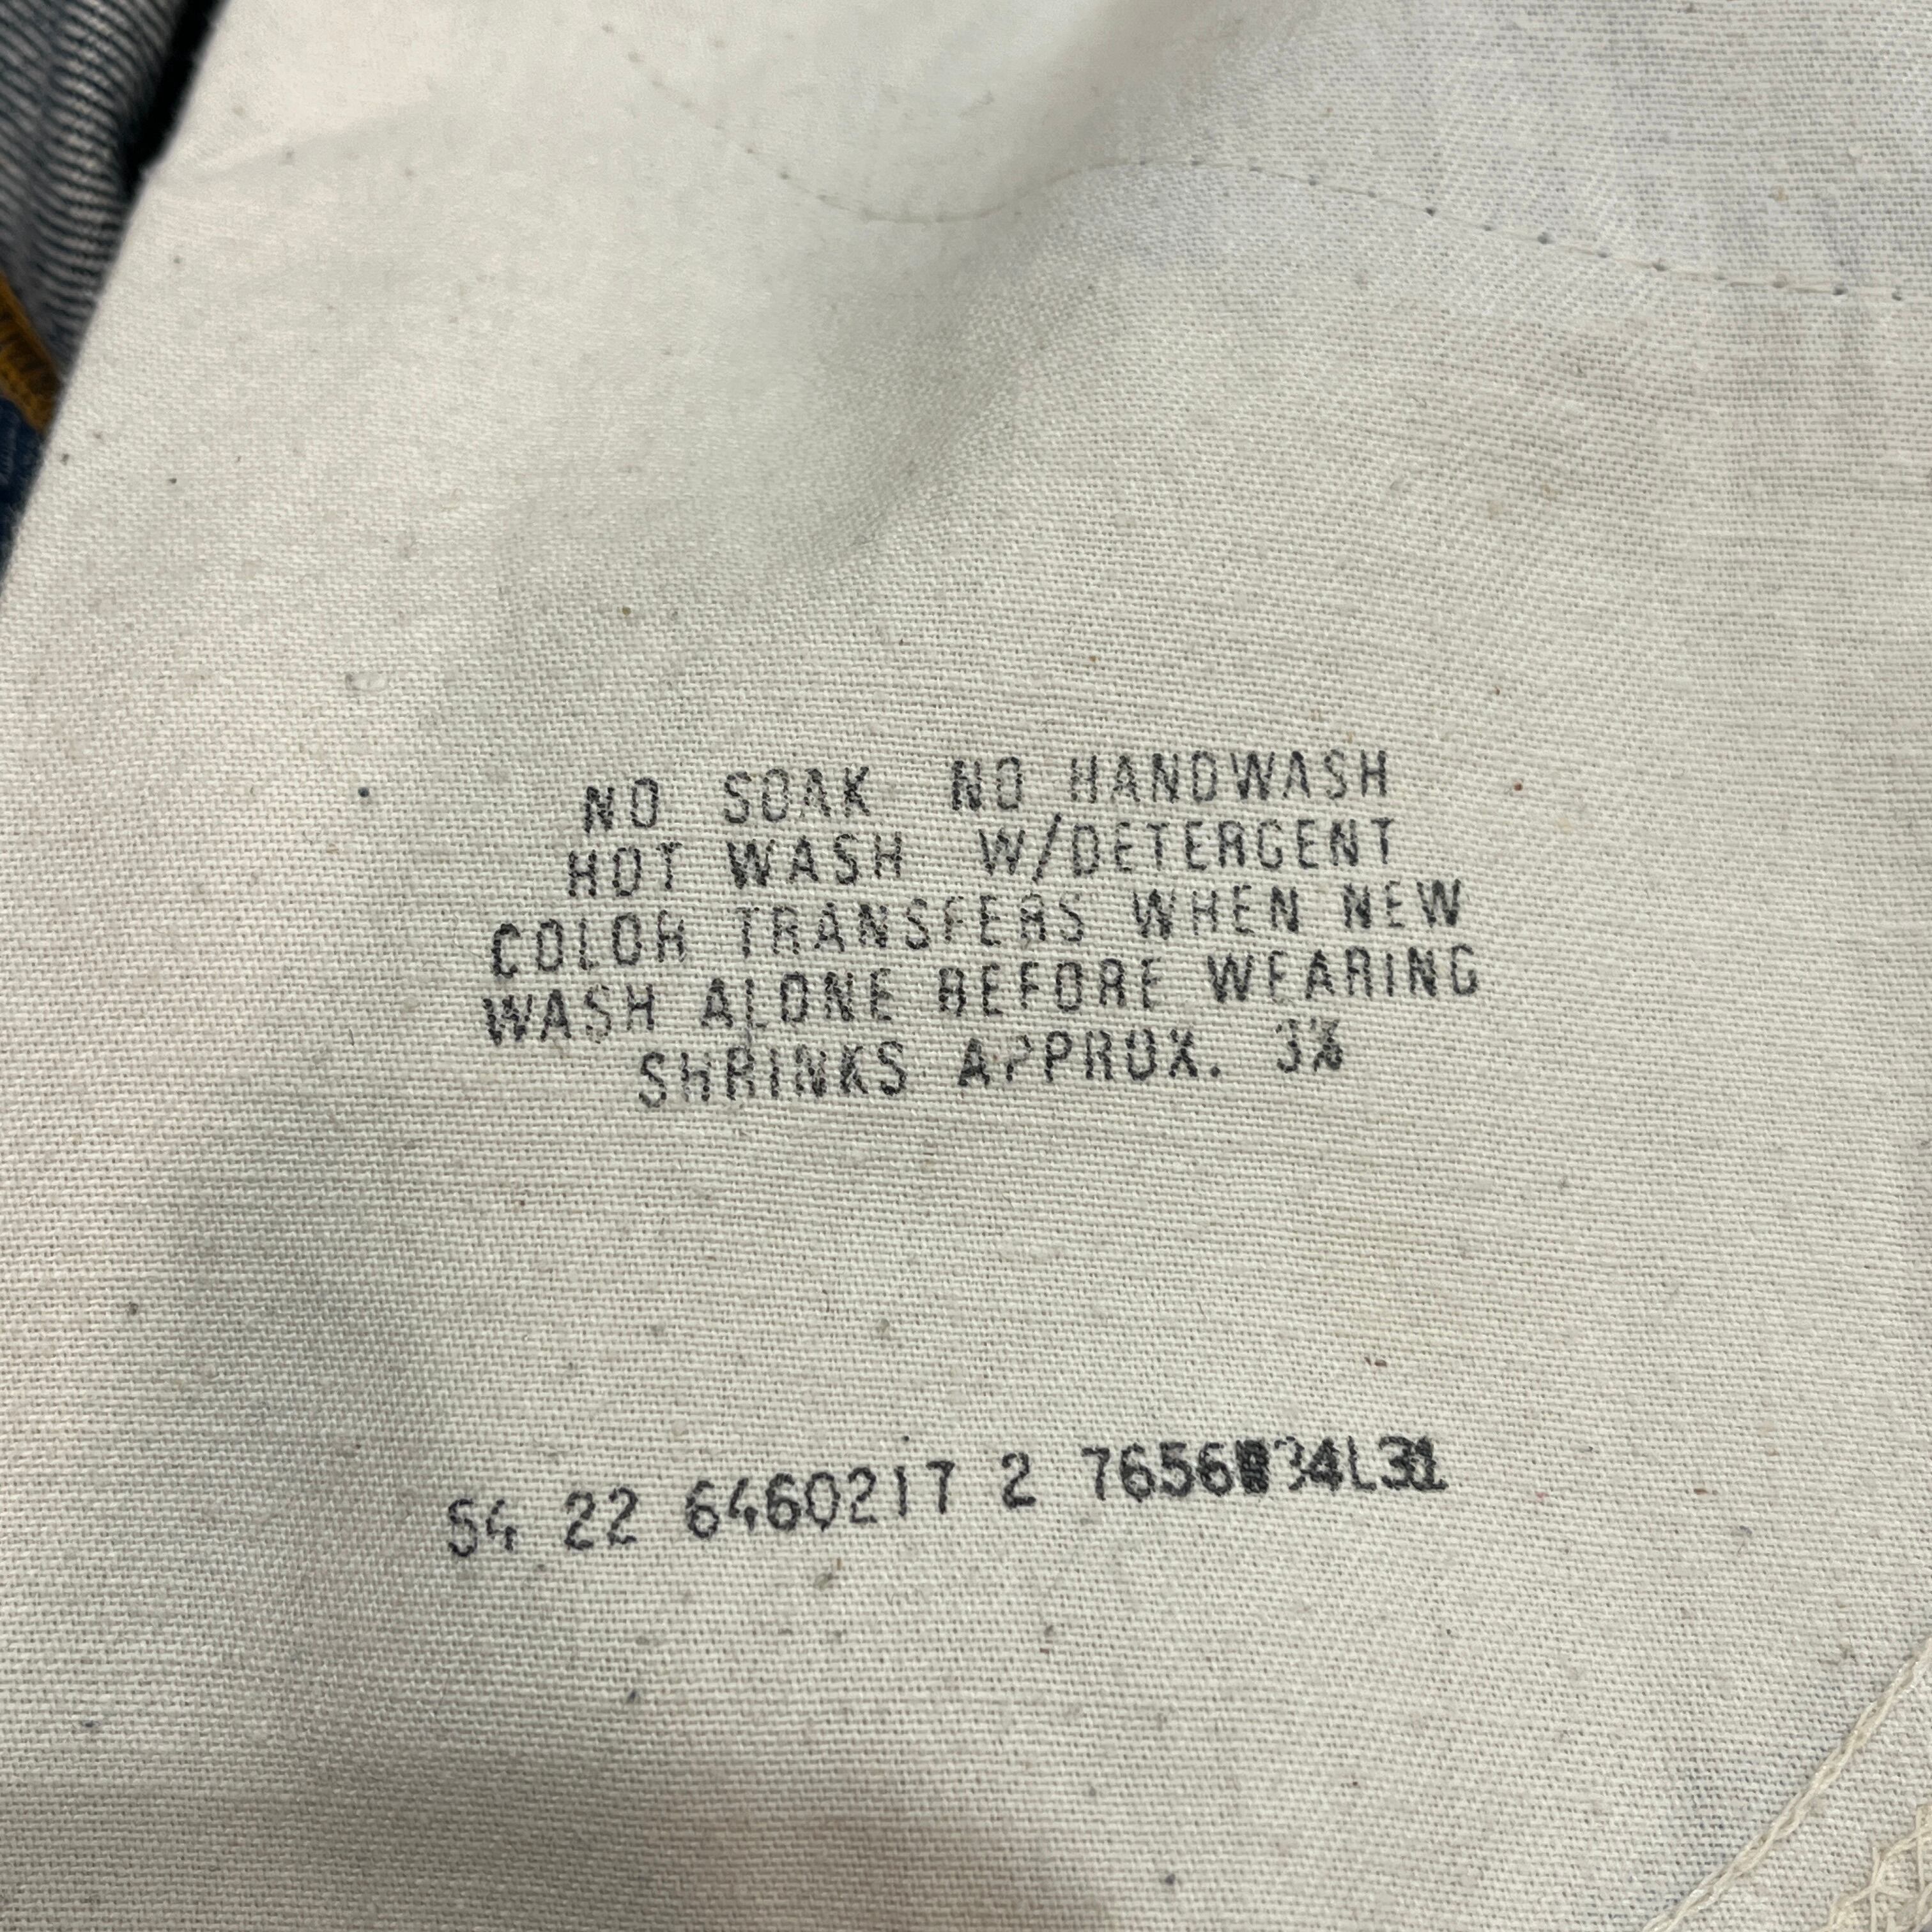 NO SOAK NO HANDWASH
HOT WASH W/DETERGENT
COLOR TRANSFERS WHEN NEW
WASH ALONE BEFORE WEARING
SHRINKS APPROX. 3%
54 22 6460217 2